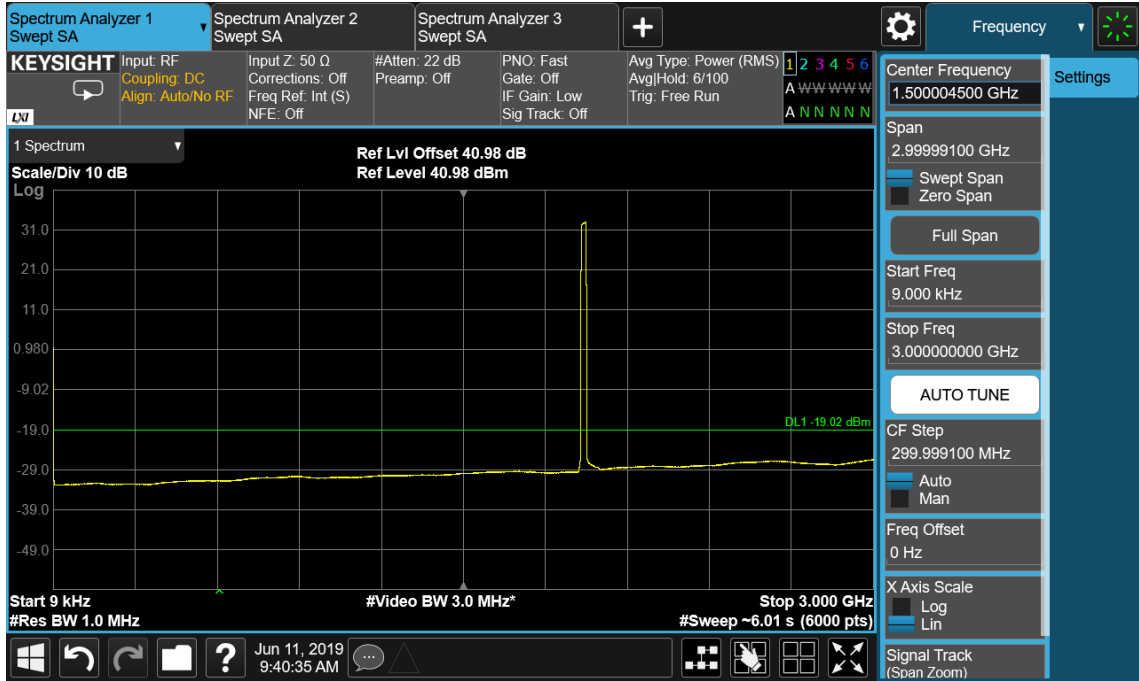 Spectrum Analyzer 1
Swept SA
Spectrum Analyzer 2
Swept SA
Spectrum Analyzer 3
Swept SA
Frequency
KEYSIGHT
LXI
Input: RF
Coupling: DC
Align: Auto/No RF
Input Z: 50 Ω
Corrections: Off
Freq Ref: Int (S)
NFE: Off
#Atten: 22 dB
Preamp: Off
PNO: Fast
Gate: Off
IF Gain: Low
Sig Track: Off
Avg Type: Power (RMS)
Avg|Hold: 6/100
Trig: Free Run
1 2 3 4 5 6
A W W W W W
A N N N N N
1 Spectrum
Scale/Div 10 dB
Log
Ref Lvl Offset 40.98 dB
Ref Level 40.98 dBm
31.0
21.0
11.0
0.980
-9.02
-19.0
-29.0
-39.0
-49.0
DL1 -19.02 dBm
Start 9 kHz
#Res BW 1.0 MHz
#Video BW 3.0 MHz*
Stop 3.000 GHz
#Sweep ~6.01 s (6000 pts)
Jun 11, 2019
9:40:35 AM
Center Frequency
1.500004500 GHz
Settings
Span
2.99999100 GHz
Swept Span
Zero Span
Full Span
Start Freq
9.000 kHz
Stop Freq
3.000000000 GHz
AUTO TUNE
CF Step
299.999100 MHz
Auto
Man
Freq Offset
0 Hz
X Axis Scale
Log
Lin
Signal Track
(Span Zoom)